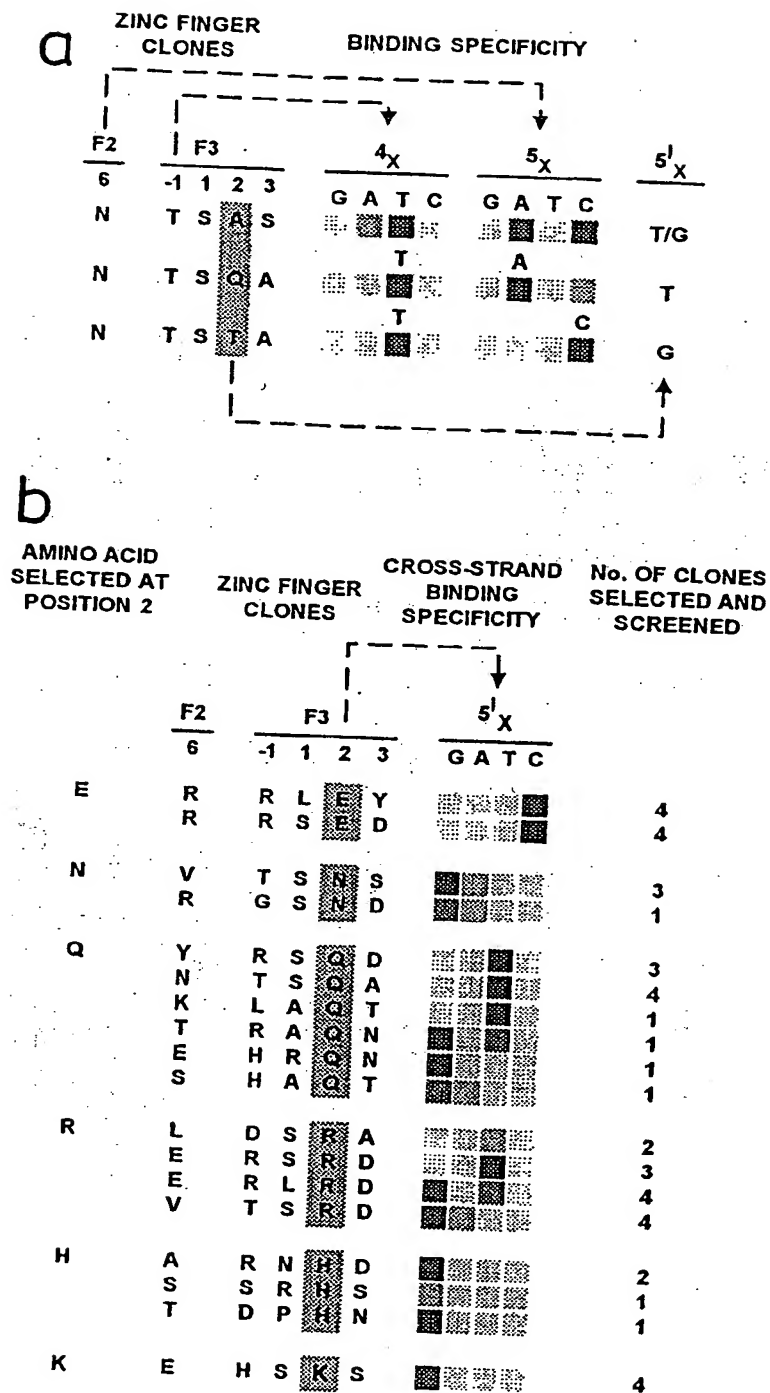 a
ZINC FINGER CLONES
BINDING SPECIFICITY
F2 F3 4X 5X 5'X
6 -1 1 2 3 G A T C G A T C
N T S A S T/G
T A
N T S Q A T
T C
N T S T A G
b
AMINO ACID SELECTED AT POSITION 2
ZINC FINGER CLONES
CROSS-STRAND BINDING SPECIFICITY
No. OF CLONES SELECTED AND SCREENED
F2 F3 5'X
6 -1 1 2 3 G A T C
E R R L E Y 4
R R S E D 4
N V T S N S 3
R G S N D 1
Q Y R S Q D 3
N T S Q A 4
K L A Q T 1
T R A Q N 1
E H R Q N 1
S H A Q T 1
R L D S R A 2
E R S R D 3
E R L R D 4
V T S R D 4
H A R N H D 2
S S R H S 1
T D P H N 1
K E H S K S 4